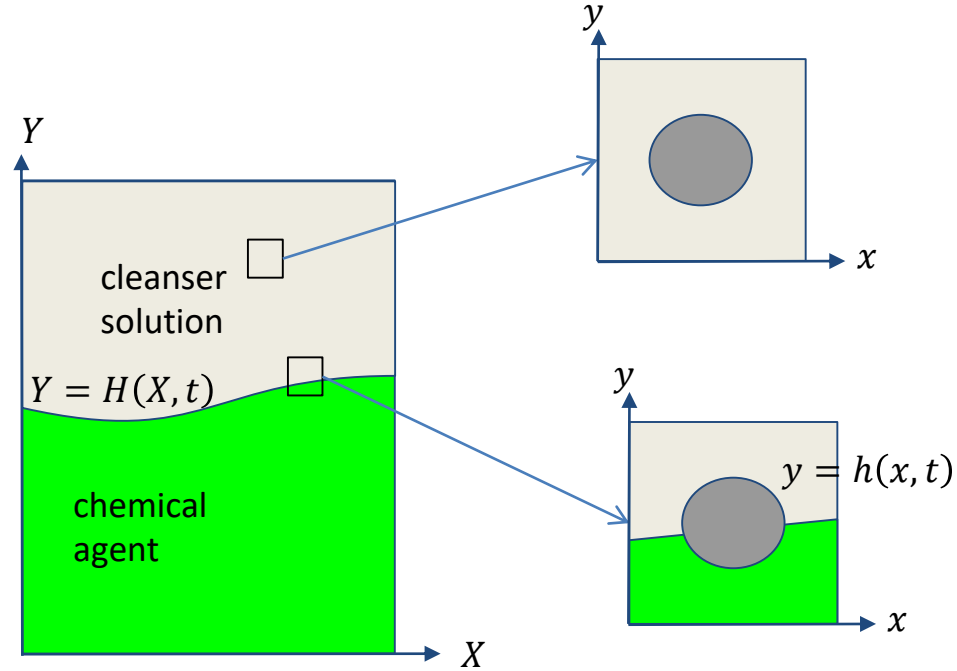 Y
cleanser
solution
Y = H(X, t)
chemical
agent
X
y
x
y
y = h(x, t)
x